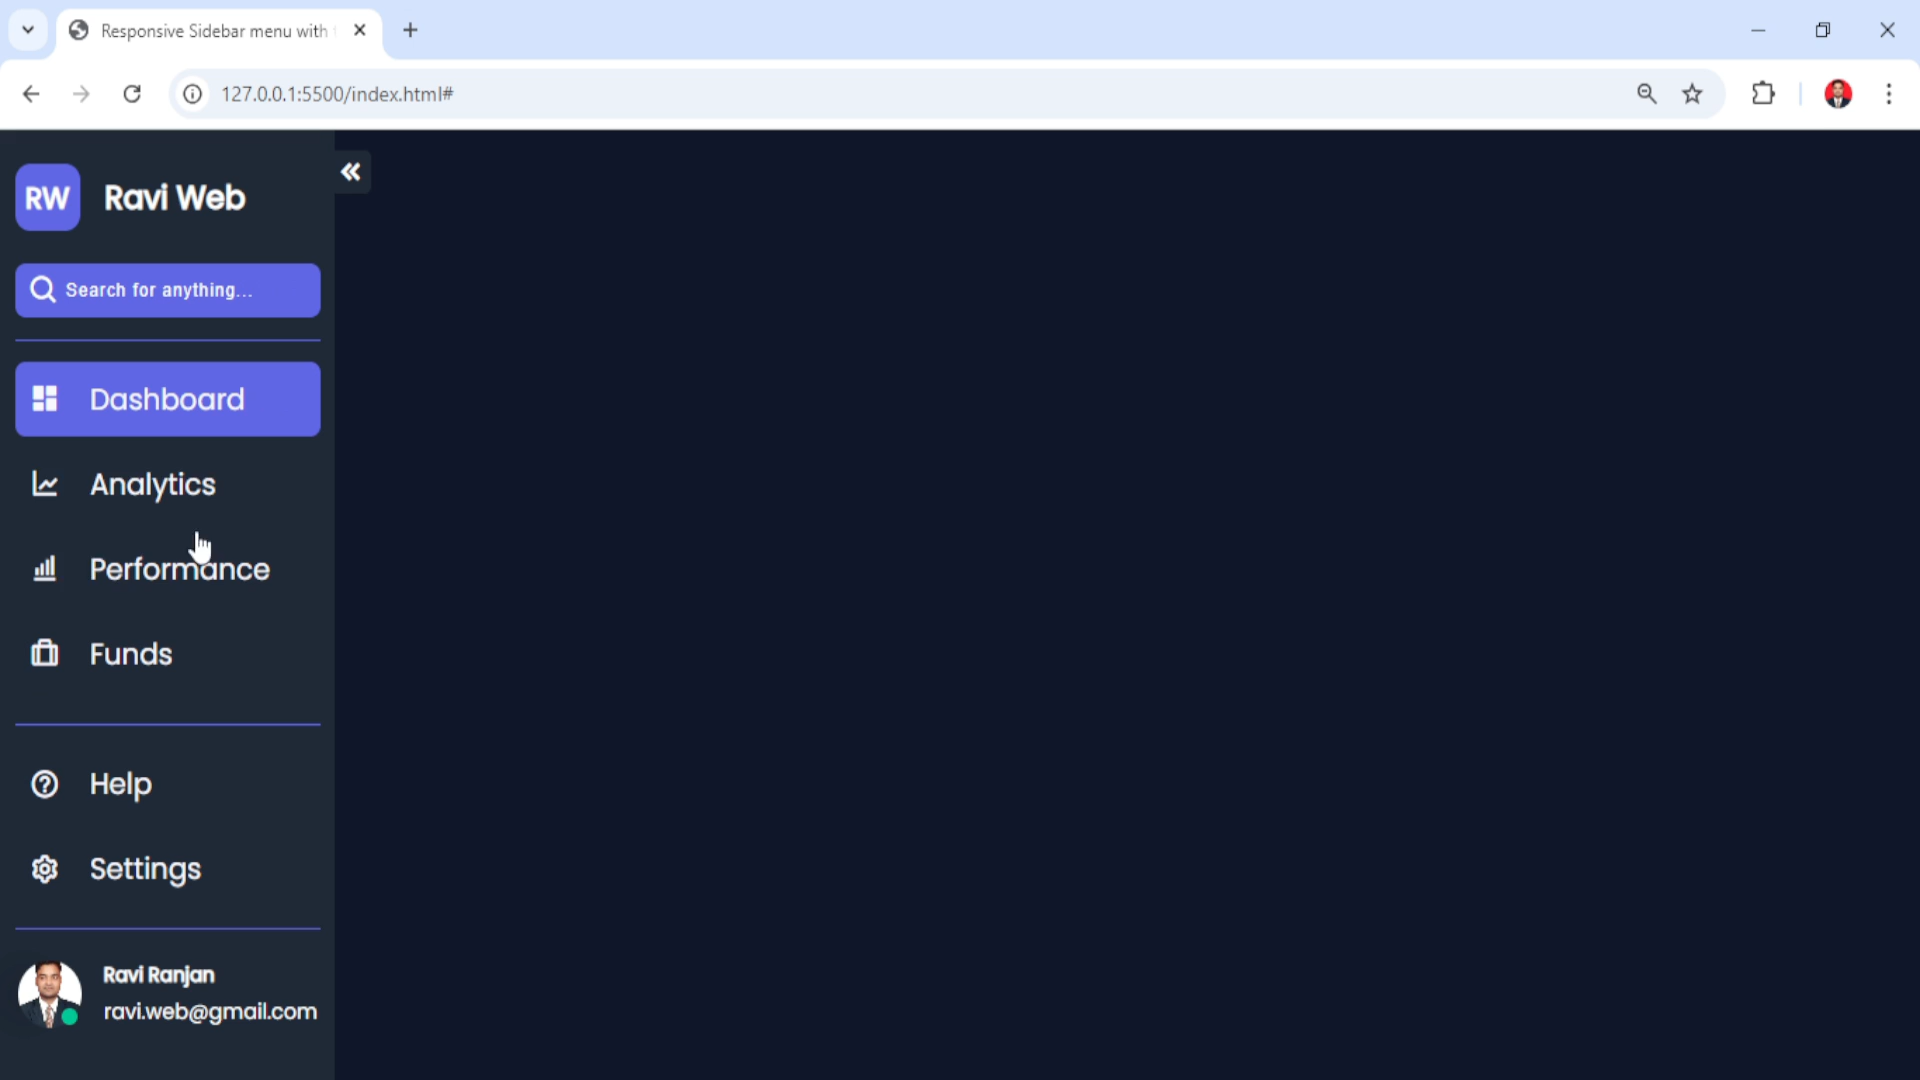 Responsive Sidebar menu with
127.0.0.1:5500/index.html#
RW Ravi Web
Search for anything...
Dashboard
Analytics
Performance
Funds
Help
Settings
Ravi Ranjan
ravi.web@gmail.com